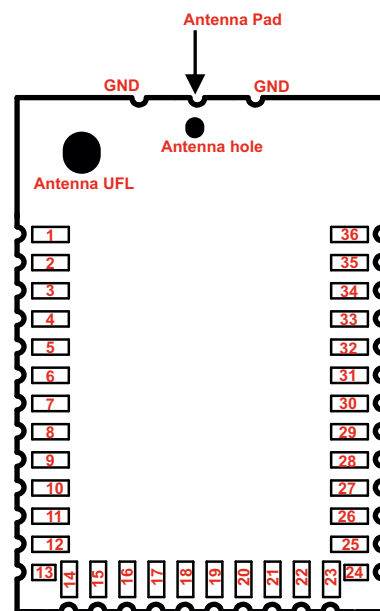 Antenna Pad
GND GND
Antenna hole
Antenna UFL
1 36
2 35
3 34
4 33
5 32
6 31
7 30
8 29
9 28
10 27
11 26
12 25
13 14 15 16 17 18 19 20 21 22 23 24